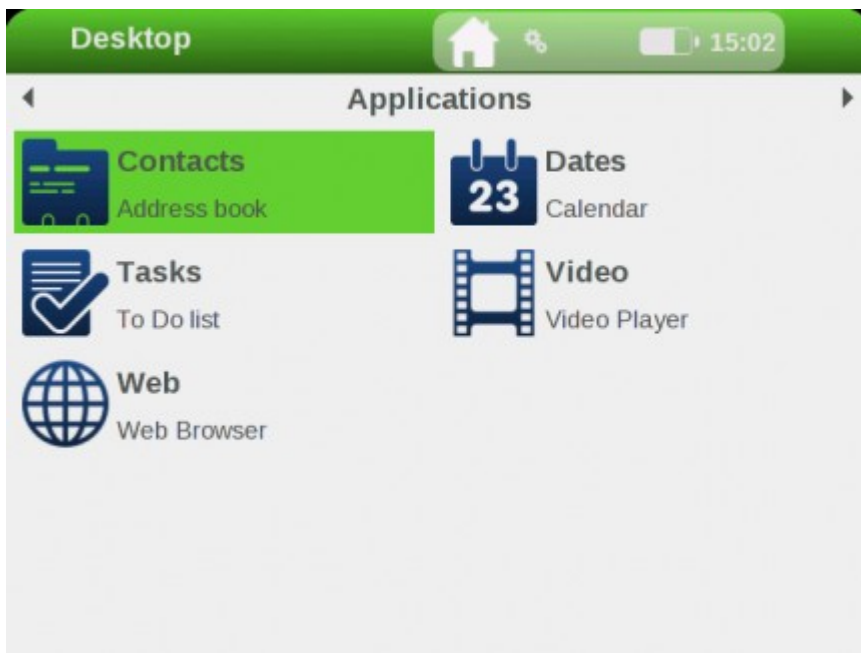 Desktop
15:02
Applications
Contacts
Address book
Dates
23
Calendar
Tasks
To Do list
Video
Video Player
Web
Web Browser